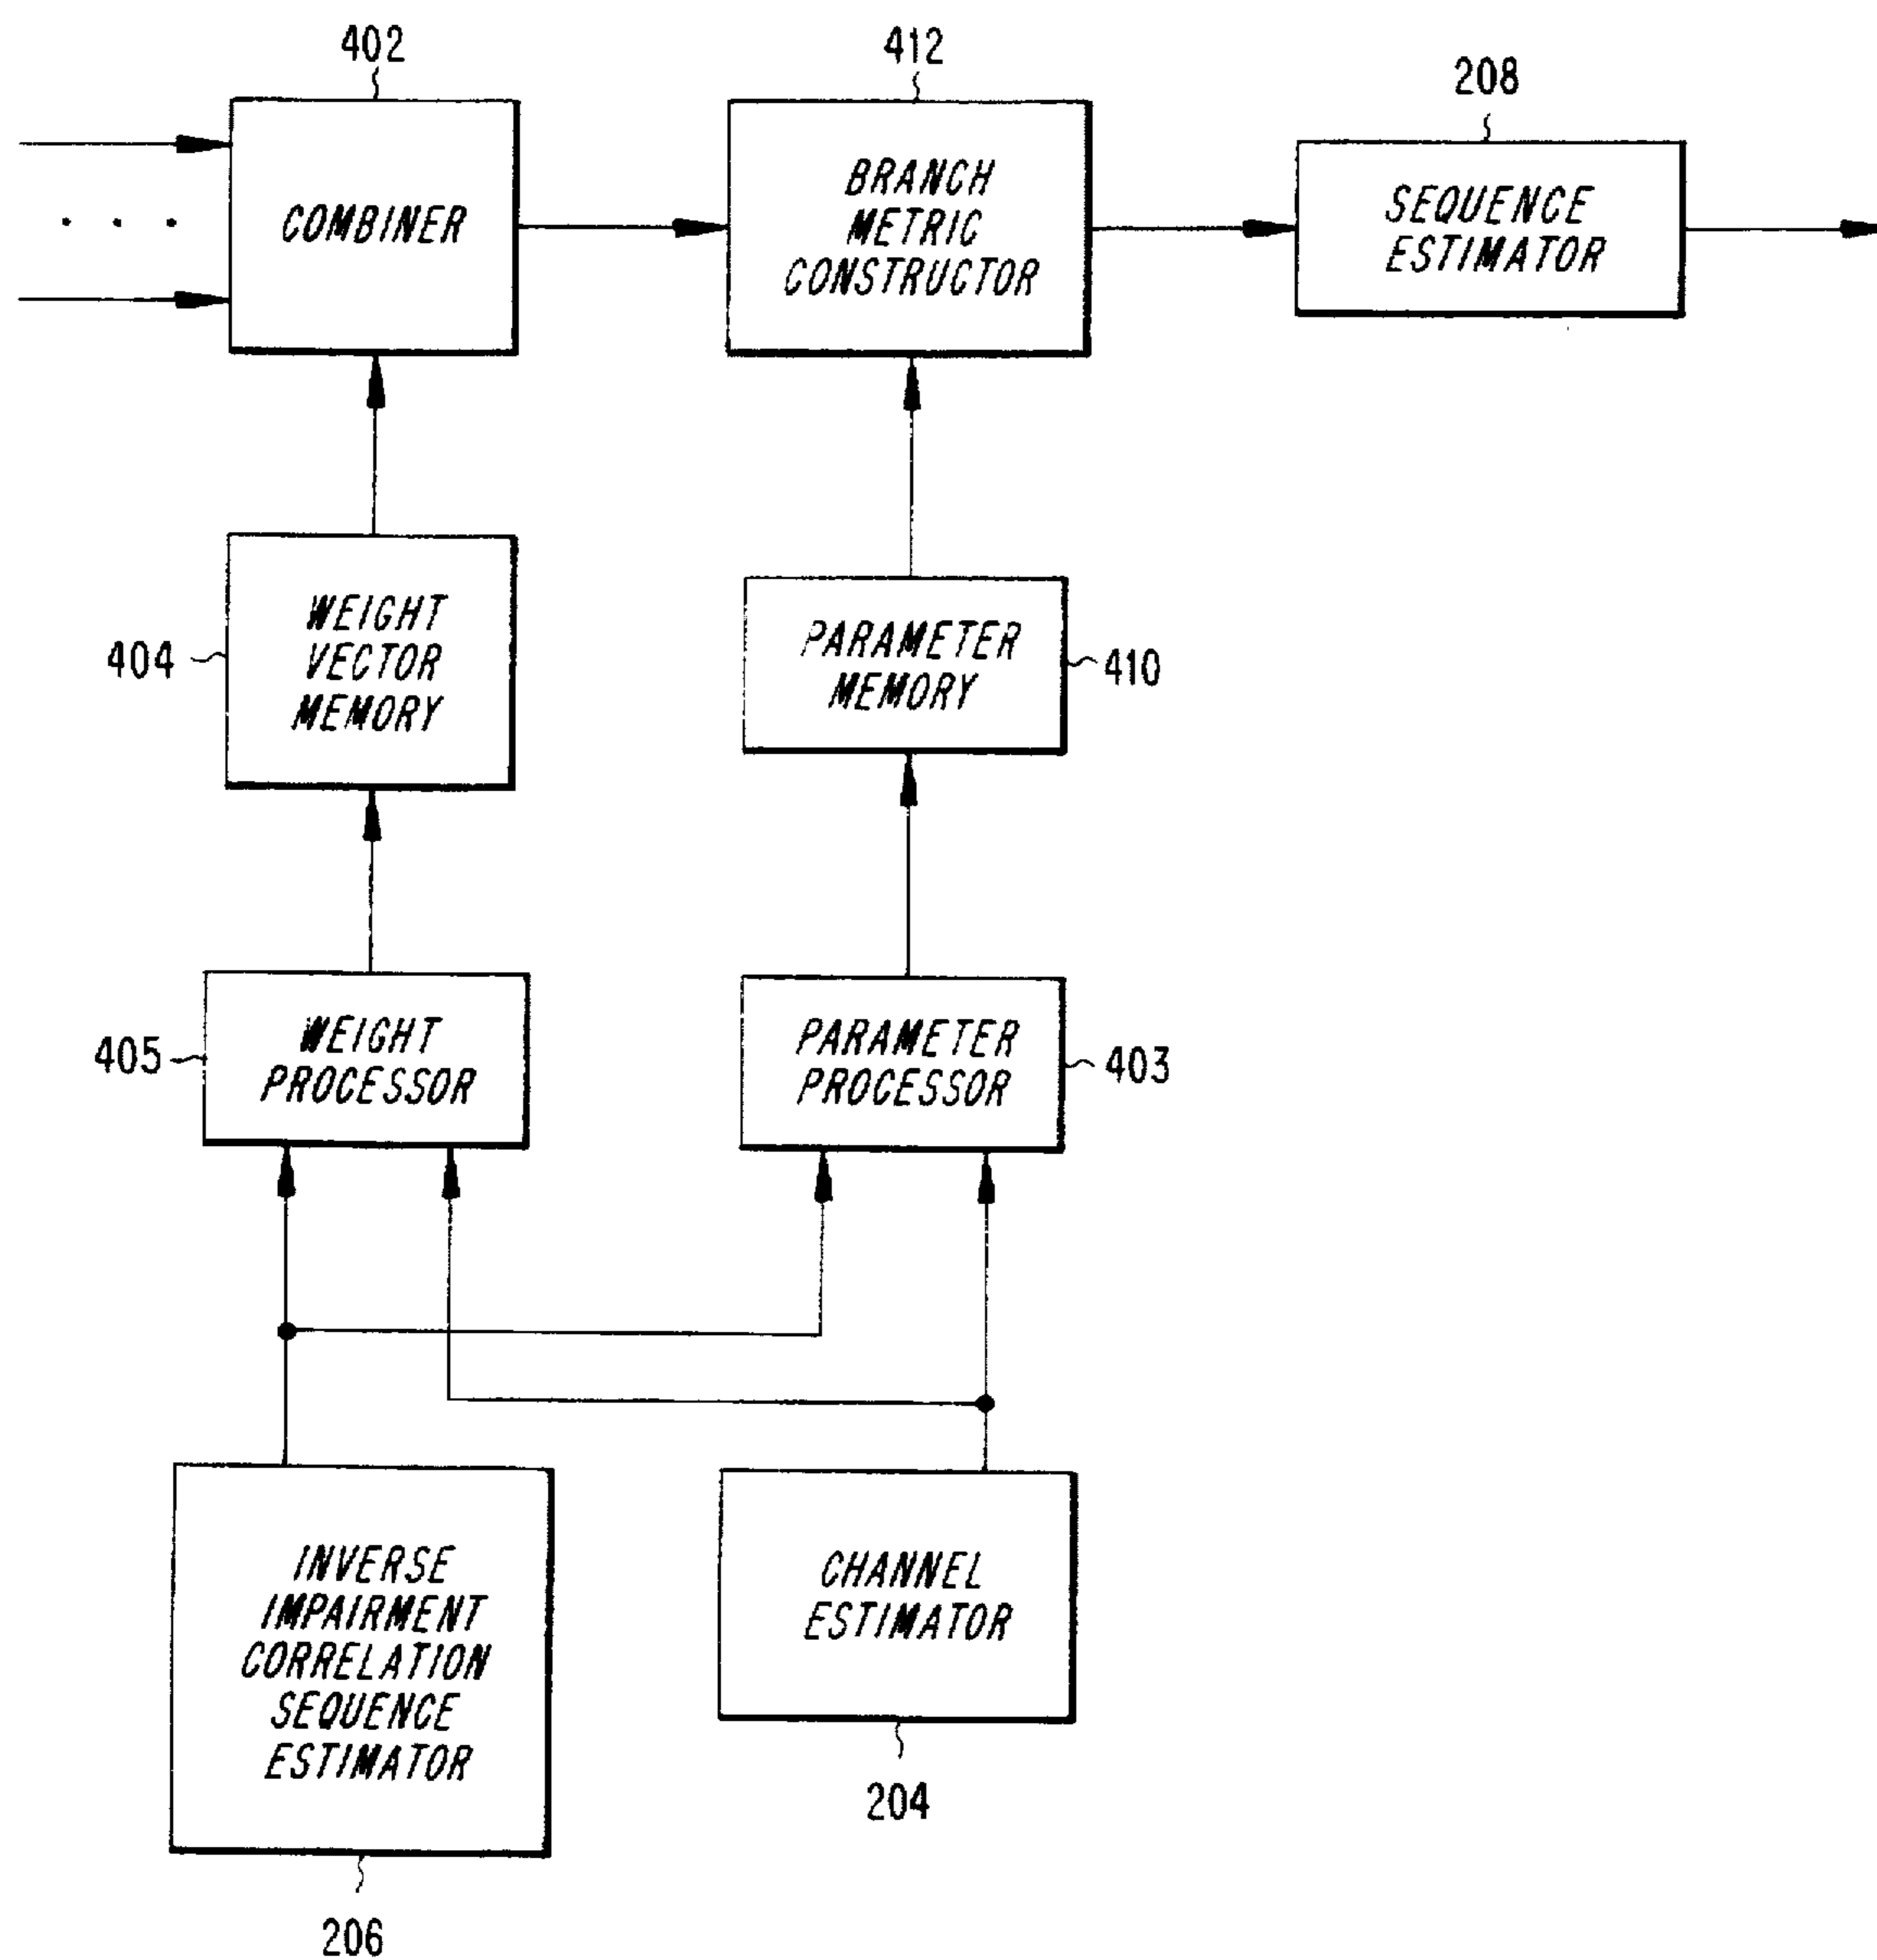 402
412
208
COMBINER
BRANCH
METRIC
CONSTRUCTOR
SEQUENCE
ESTIMATOR
404
WEIGHT
VECTOR
MEMORY
PARAMETER
MEMORY
410
405
WEIGHT
PROCESSOR
PARAMETER
PROCESSOR
403
INVERSE
IMPAIRMENT
CORRELATION
SEQUENCE
ESTIMATOR
CHANNEL
ESTIMATOR
204
206